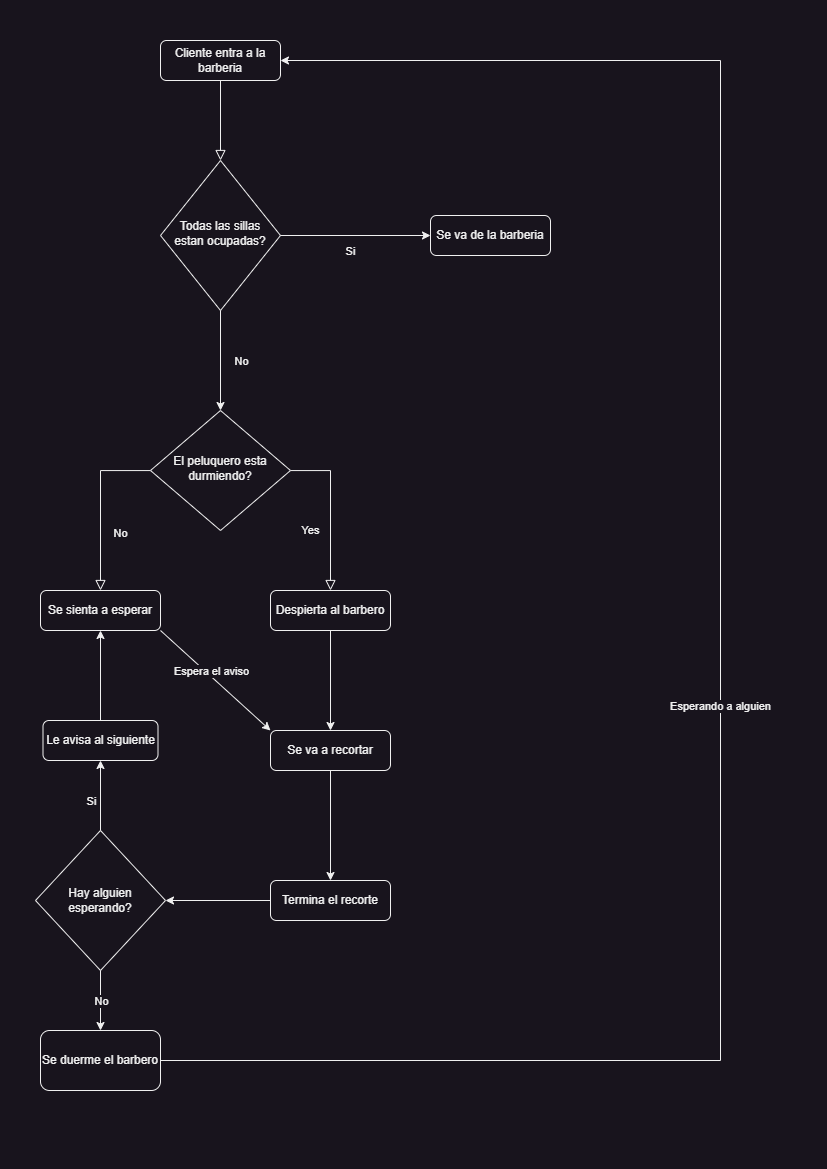 Cliente entra a la
barberia
Todas las sillas
estan ocupadas?
Se va de la barberia
Si
No
El peluquero esta
durmiendo?
No
Yes
Se sienta a esperar
Despierta al barbero
Espera el aviso
Esperando a alguien
Le avisa al siguiente
Se va a recortar
Si
Hay alguien
esperando?
Termina el recorte
No
Se duerme el barbero